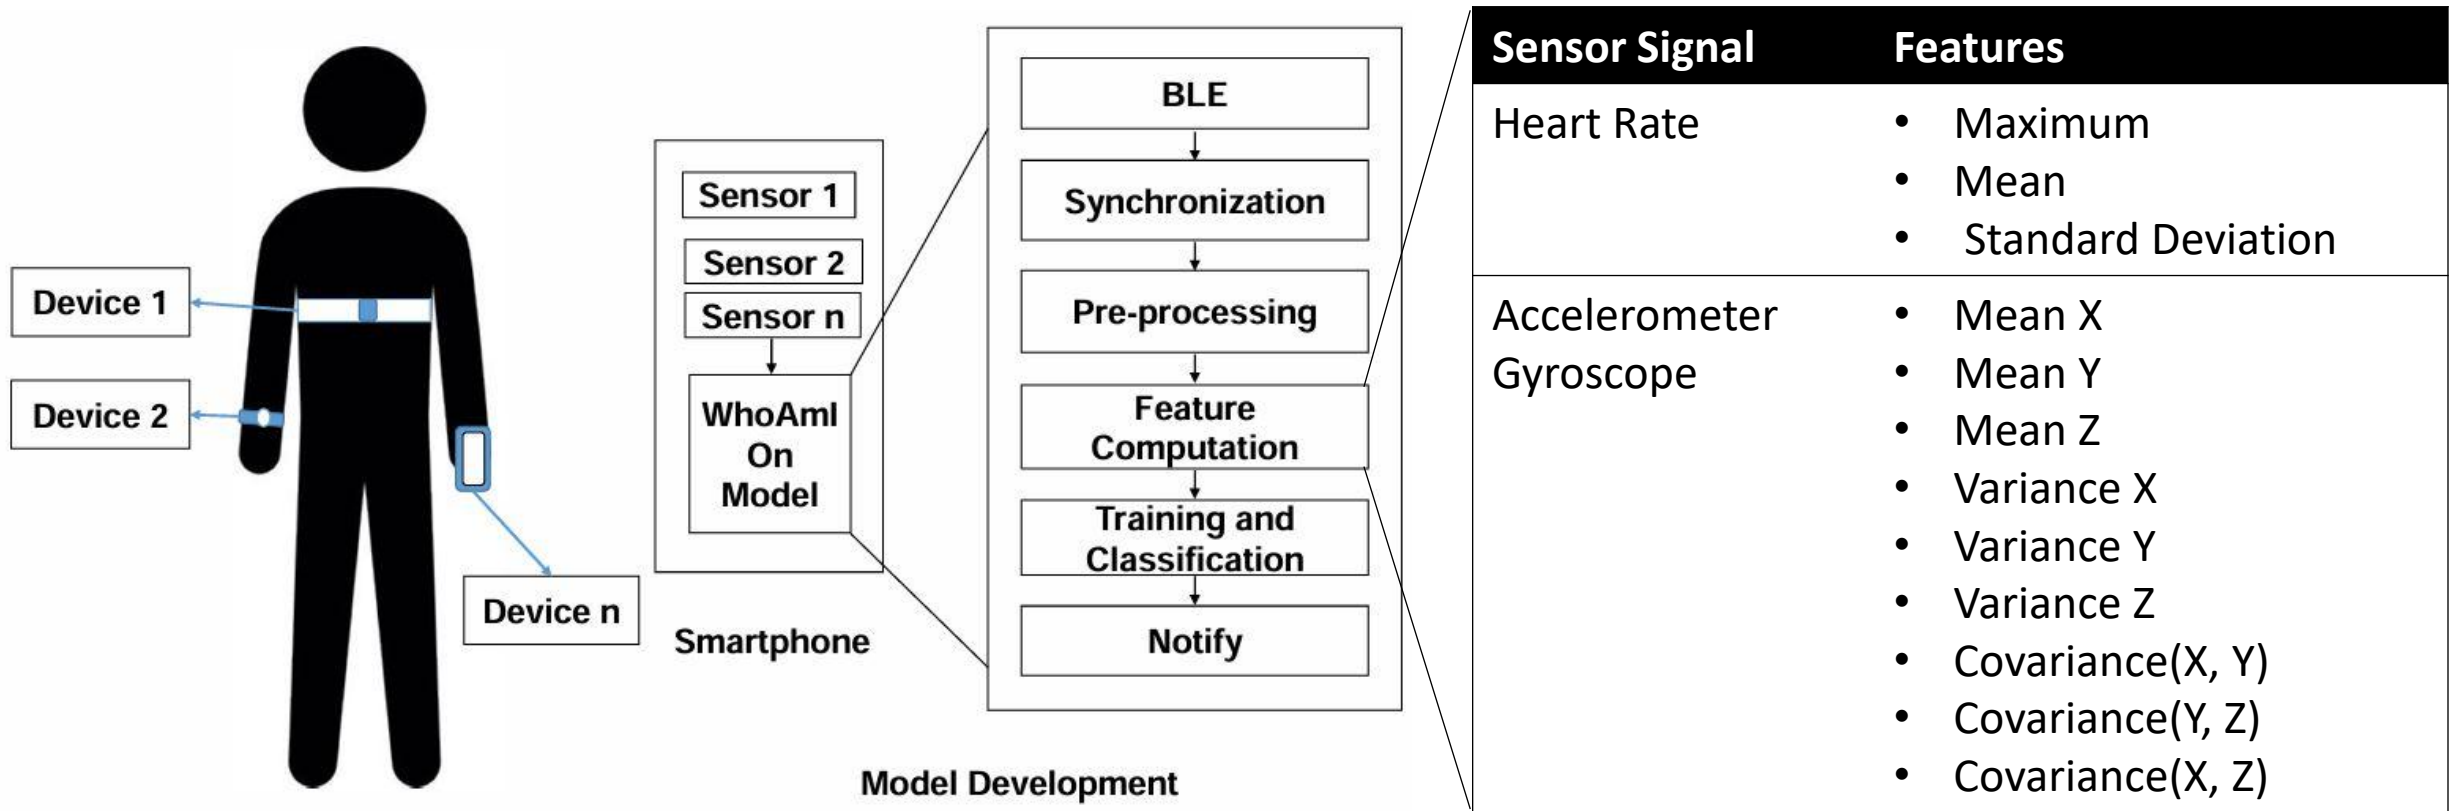 Device 1
Device 2
Device n
Sensor 1
Sensor 2
Sensor n
WhoAmI
On
Model
Smartphone
BLE
Synchronization
Pre-processing
Feature
Computation
Training and
Classification
Notify
Model Development
Sensor Signal Features
Heart Rate • Maximum
• Mean
• Standard Deviation
Accelerometer • Mean X
Gyroscope • Mean Y
• Mean Z
• Variance X
• Variance Y
• Variance Z
• Covariance(X, Y)
• Covariance(Y, Z)
• Covariance(X, Z)